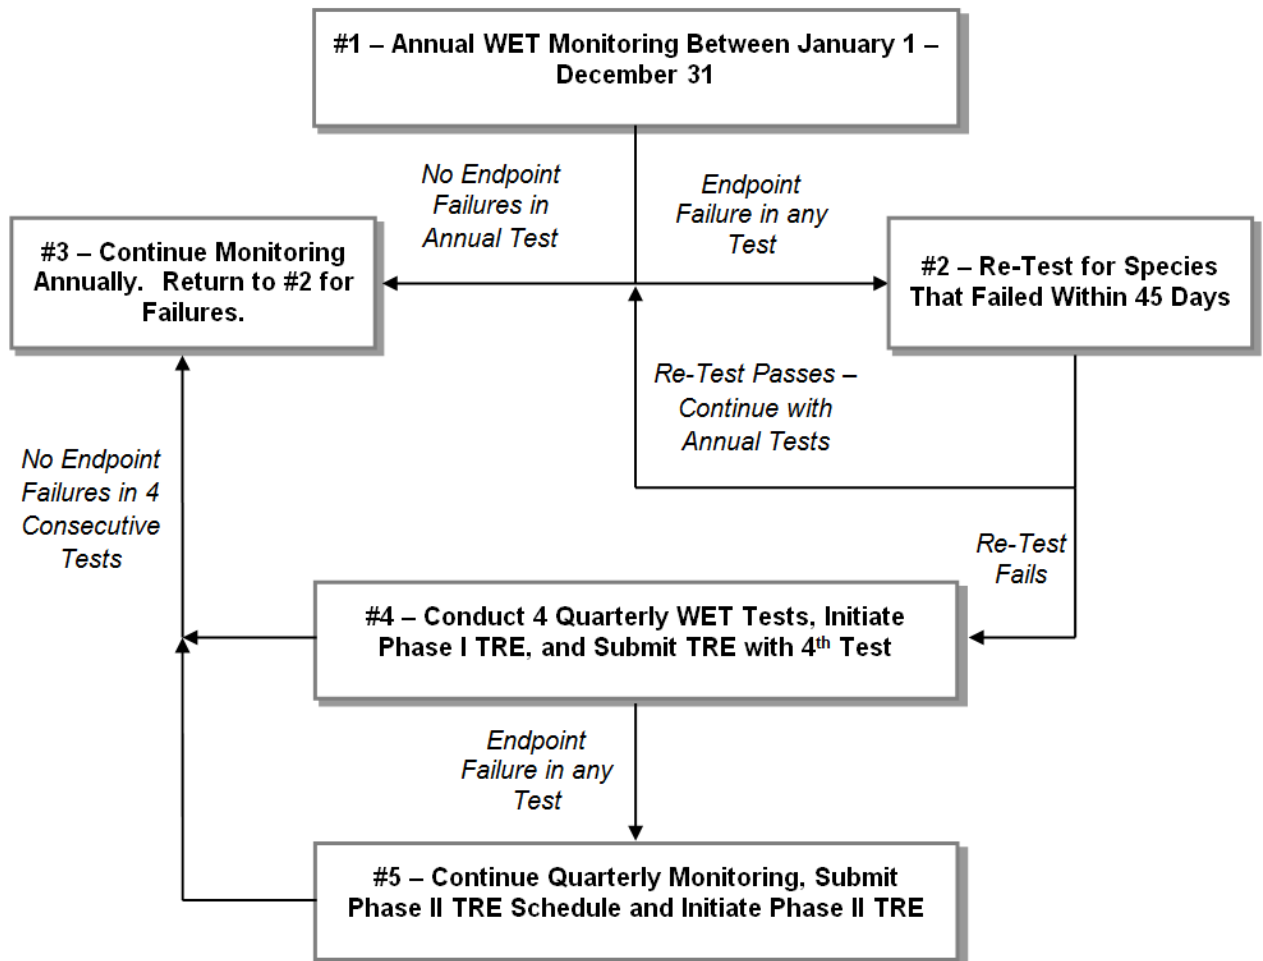 #1 – Annual WET Monitoring Between January 1 –
December 31
No Endpoint
Failures in
Annual Test
Endpoint
Failure in any
Test
#3 – Continue Monitoring
Annually.  Return to #2 for
Failures.
#2 – Re-Test for Species
That Failed Within 45 Days
Re-Test Passes –
Continue with
Annual Tests
No Endpoint
Failures in 4
Consecutive
Tests
Re-Test
Fails
#4 – Conduct 4 Quarterly WET Tests, Initiate
Phase I TRE, and Submit TRE with 4th Test
Endpoint
Failure in any
Test
#5 – Continue Quarterly Monitoring, Submit
Phase II TRE Schedule and Initiate Phase II TRE